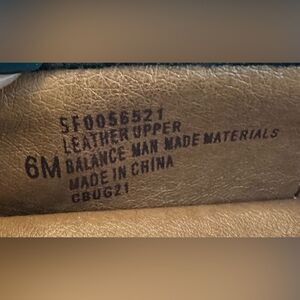 SF0056521
LEATHER UPPER
6M BALANCE MAN MADE MATERIALS
MADE IN CHINA
CBUG21